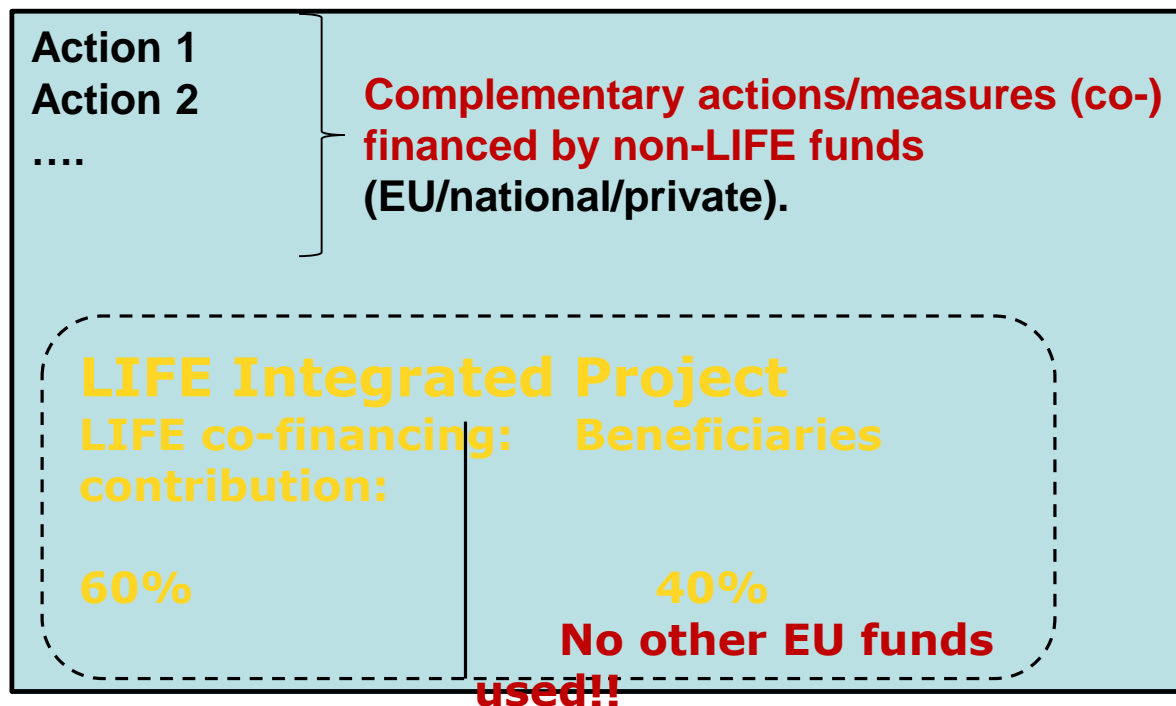 Action 1
Action 2
….
Complementary actions/measures (co-)
financed by non-LIFE funds
(EU/national/private).
LIFE Integrated Project
LIFE co-financing: Beneficiaries
contribution:
60% 40%
No other EU funds
used!!